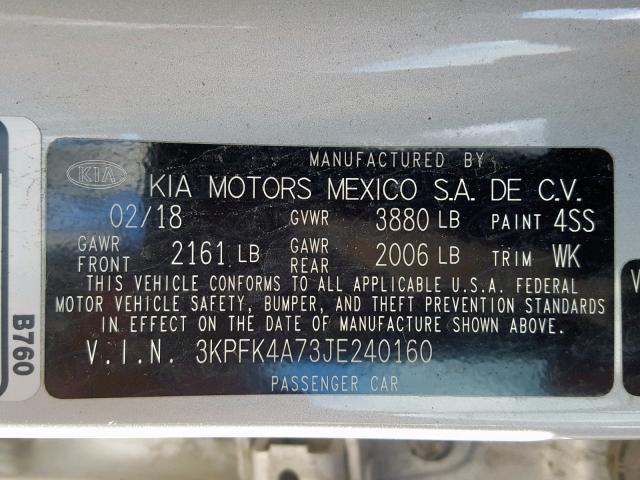 MANUFACTURED BY
KIA KIA MOTORS MEXICO S.A. DE C.V.
02/18 GVWR 3880 LB PAINT 4SS
GAWR FRONT 2161 LB GAWR REAR 2006 LB TRIM WK
THIS VEHICLE CONFORMS TO ALL APPLICABLE U.S.A. FEDERAL
MOTOR VEHICLE SAFETY, BUMPER, AND THEFT PREVENTION STANDARDS
IN EFFECT ON THE DATE OF MANUFACTURE SHOWN ABOVE.
V.I.N. 3KPFK4A73JE240160
PASSENGER CAR
B760